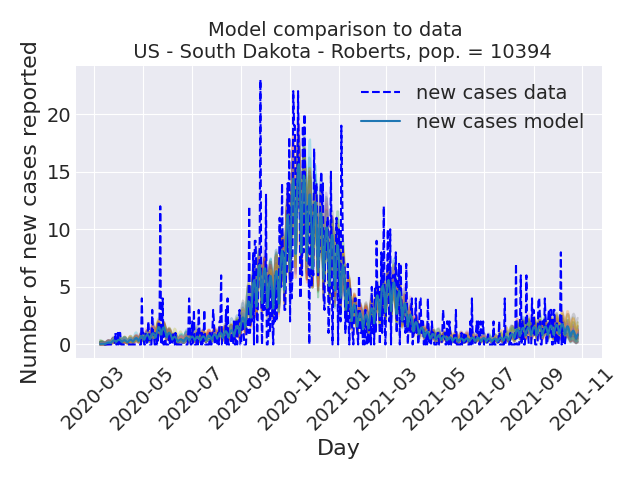 Model comparison to data
US - South Dakota - Roberts, pop. = 10394
Number of new cases reported
20
15
10
5
0
new cases data
new cases model
2020-03
2020-05
2020-07
2020-09
2020-11
2021-01
2021-03
2021-05
2021-07
2021-09
2021-11
Day